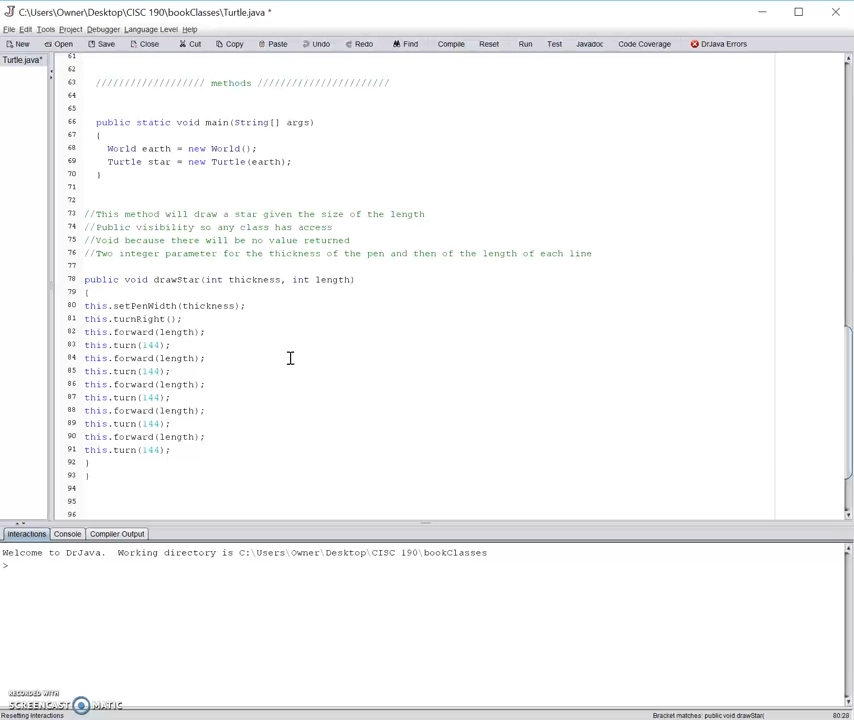 C:\Users\Owner\Desktop\CISC 190\bookClasses\Turtle.java *
File Edit Tools Project Debugger Language Level Help
New Open Save Close Cut Copy Paste Undo Redo Find Compile Reset Run Test Javadoc Code Coverage DrJava Errors
Turtle.java*
61
62
63 /////////////////// methods ///////////////////////
64
65
66 public static void main(String[] args)
67 {
68 World earth = new World();
69 Turtle star = new Turtle(earth);
70 }
71
72
73 //This method will draw a star given the size of the length
74 //Public visibility so any class has access
75 //Void because there will be no value returned
76 //Two integer parameter for the thickness of the pen and then of the length of each line
77
78 public void drawStar(int thickness, int length)
79 {
80 this.setPenWidth(thickness);
81 this.turnRight();
82 this.forward(length);
83 this.turn(144);
84 this.forward(length);
85 this.turn(144);
86 this.forward(length);
87 this.turn(144);
88 this.forward(length);
89 this.turn(144);
90 this.forward(length);
91 this.turn(144);
92 }
93 }
94
95
96
Interactions Console Compiler Output
Welcome to DrJava. Working directory is C:\Users\Owner\Desktop\CISC 190\bookClasses
>
RECORDED WITH
SCREENCAST MATIC
Resetting Interactions
Bracket matches: public void drawStar( 80:28